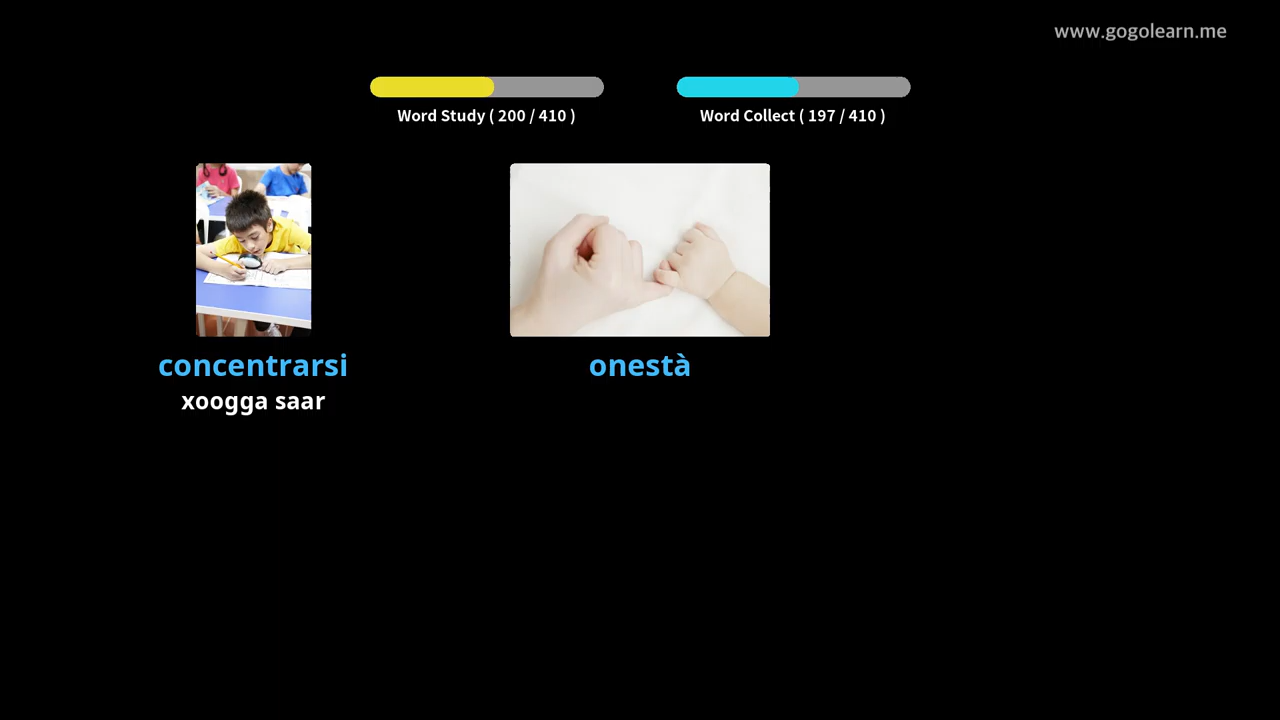 www.gogolearn.me
Word Study ( 200 / 410 )
Word Collect ( 197 / 410 )
concentrarsi
xoogga saar
onestà